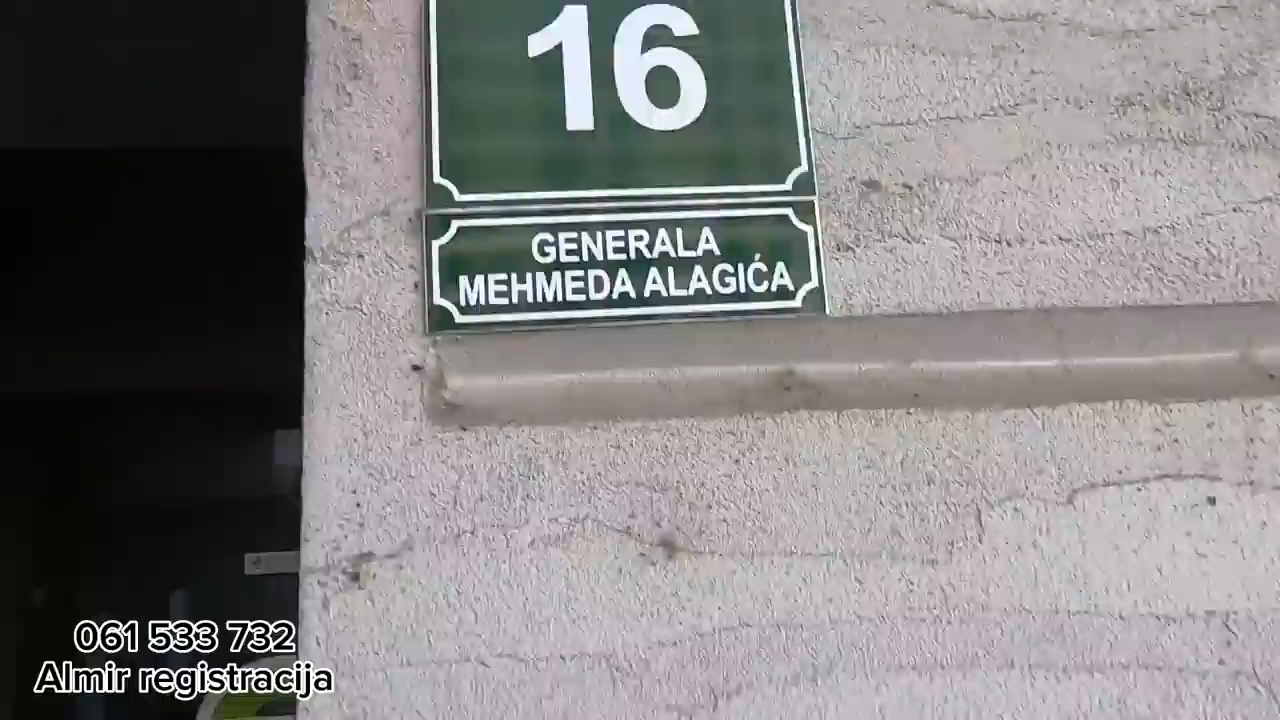 16
GENERALA
MEHMEDA ALAGIĆA
061 533 732
Almir registracija